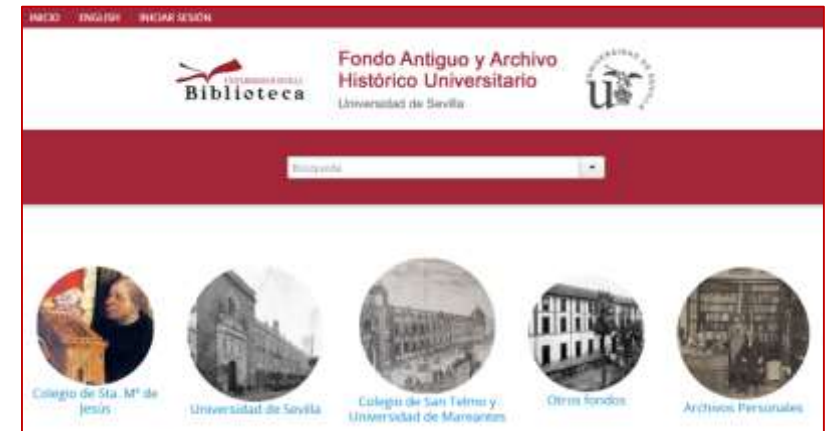 INICIO ENGLISH INICIAR SESIÓN
Fondo Antiguo y Archivo
Histórico Universitario
Universidad de Sevilla
Biblioteca
Búsqueda
Colegio de Sta. Mª de
Jesús
Universidad de Sevilla
Colegio de San Telmo y
Universidad de Mareantes
Otros fondos
Archivos Personales